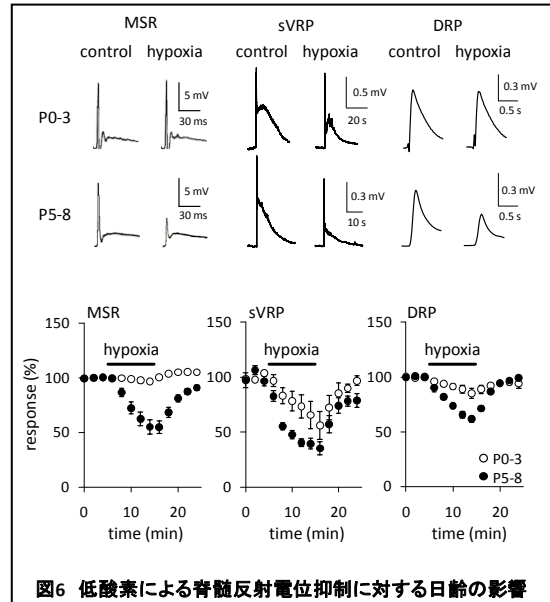 MSR sVRP DRP
control hypoxia control hypoxia control hypoxia
P0-3
5 mV
30 ms
0.5 mV
20 s
0.3 mV
0.5 s
P5-8
5 mV
30 ms
0.3 mV
10 s
0.3 mV
0.5 s
MSR sVRP DRP
response (%)
150
100
50
0
hypoxia
0 10 20
time (min)
150
100
50
0
hypoxia
0 10 20
time (min)
150
100
50
0
hypoxia
P0-3
P5-8
0 10 20
time (min)
図6 低酸素による脊髄反射電位抑制に対する日齢の影響